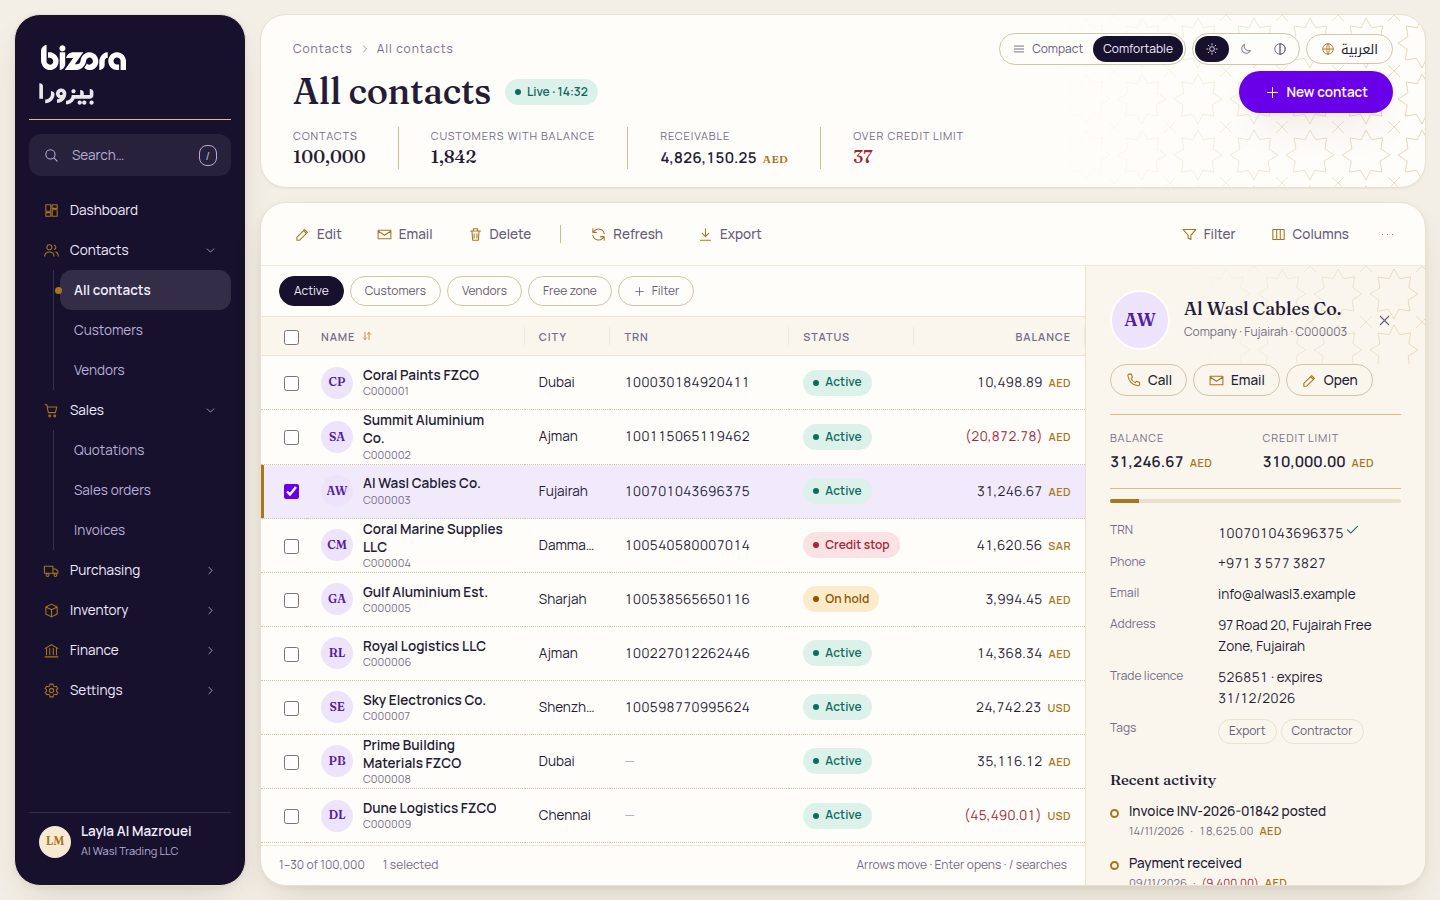 bizora
بيزورا
Search...
/
Dashboard
Contacts
All contacts
Customers
Vendors
Sales
Quotations
Sales orders
Invoices
Purchasing
Inventory
Finance
Settings
LM
Layla Al Mazrouei
Al Wasl Trading LLC
Contacts > All contacts
Compact Comfortable
العربية
All contacts
Live · 14:32
+ New contact
CONTACTS
100,000
CUSTOMERS WITH BALANCE
1,842
RECEIVABLE
4,826,150.25 AED
OVER CREDIT LIMIT
37
Edit Email Delete Refresh Export Filter Columns ...
Active Customers Vendors Free zone + Filter
NAME CITY TRN STATUS BALANCE
CP Coral Paints FZCO
C000001
Dubai 100030184920411 Active 10,498.89 AED
SA Summit Aluminium
Co.
C000002
Ajman 100115065119462 Active (20,872.78) AED
AW Al Wasl Cables Co.
C000003
Fujairah 100701043696375 Active 31,246.67 AED
CM Coral Marine Supplies
LLC
C000004
Damma... 100540580007014 Credit stop 41,620.56 SAR
GA Gulf Aluminium Est.
C000005
Sharjah 100538565650116 On hold 3,994.45 AED
RL Royal Logistics LLC
C000006
Ajman 100227012262446 Active 14,368.34 AED
SE Sky Electronics Co.
C000007
Shenzh... 100598770995624 Active 24,742.23 USD
PB Prime Building
Materials FZCO
C000008
Dubai — Active 35,116.12 AED
DL Dune Logistics FZCO
C000009
Chennai — Active (45,490.01) USD
1–30 of 100,000 1 selected
Arrows move · Enter opens · / searches
AW
Al Wasl Cables Co.
Company · Fujairah · C000003
Call Email Open
BALANCE
31,246.67 AED
CREDIT LIMIT
310,000.00 AED
TRN 100701043696375
Phone +971 3 577 3827
Email info@alwasl3.example
Address 97 Road 20, Fujairah Free
Zone, Fujairah
Trade licence 526851 · expires
31/12/2026
Tags Export Contractor
Recent activity
Invoice INV-2026-01842 posted
14/11/2026 · 18,625.00 AED
Payment received
09/11/2026 · (9,400.00) AED